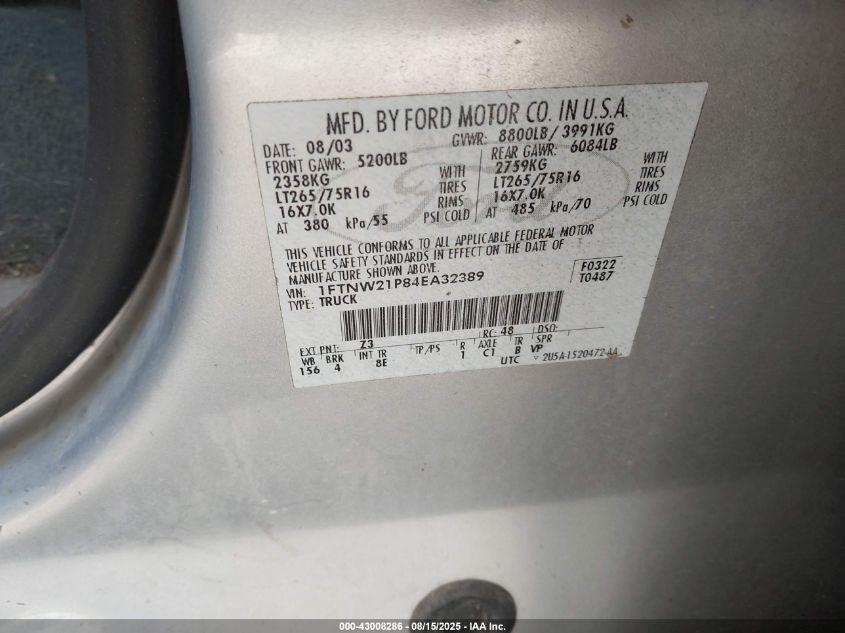 MFD. BY FORD MOTOR CO. IN U.S.A.
DATE: 08/03 GVWR: 8800LB/ 3991KG
FRONT GAWR: 5200LB REAR GAWR: 6084LB
2358KG WITH 2759KG WITH
LT265/75R16 TIRES LT265/75R16 TIRES
16X7.0K RIMS 16X7.0K RIMS
AT 380 kPa/55 PSI COLD AT 485 kPa/70 PSI COLD
Ford
THIS VEHICLE CONFORMS TO ALL APPLICABLE FEDERAL MOTOR
VEHICLE SAFETY STANDARDS IN EFFECT ON THE DATE OF
MANUFACTURE SHOWN ABOVE.
VIN: 1FTNW21P84EA32389 F0322
TYPE: TRUCK T0487
EXT PNT: Z3 RC: 48 DSO:
WB BRK INT TR TP/PS R AXLE TR SPR
156 4 8E 1 C1 B VP
UTC 2U5A-1520472-AA
000-43008286 - 08/15/2025 - IAA Inc.